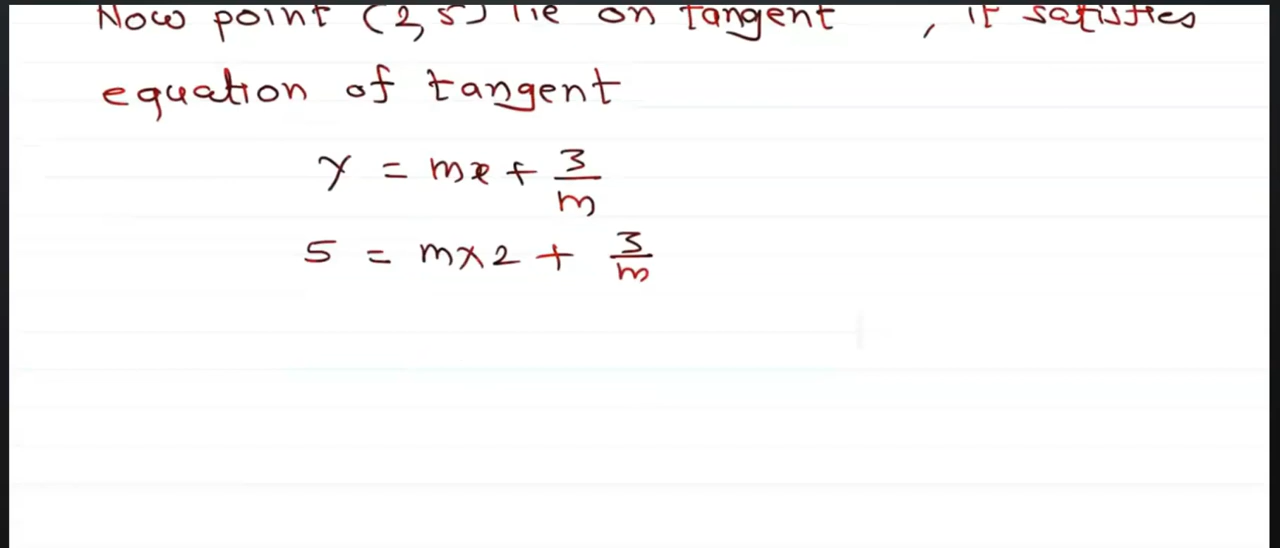 Now point (2,5) lie on tangent , it satisfies
equation of tangent
y = mx + 3/m
5 = m×2 + 3/m